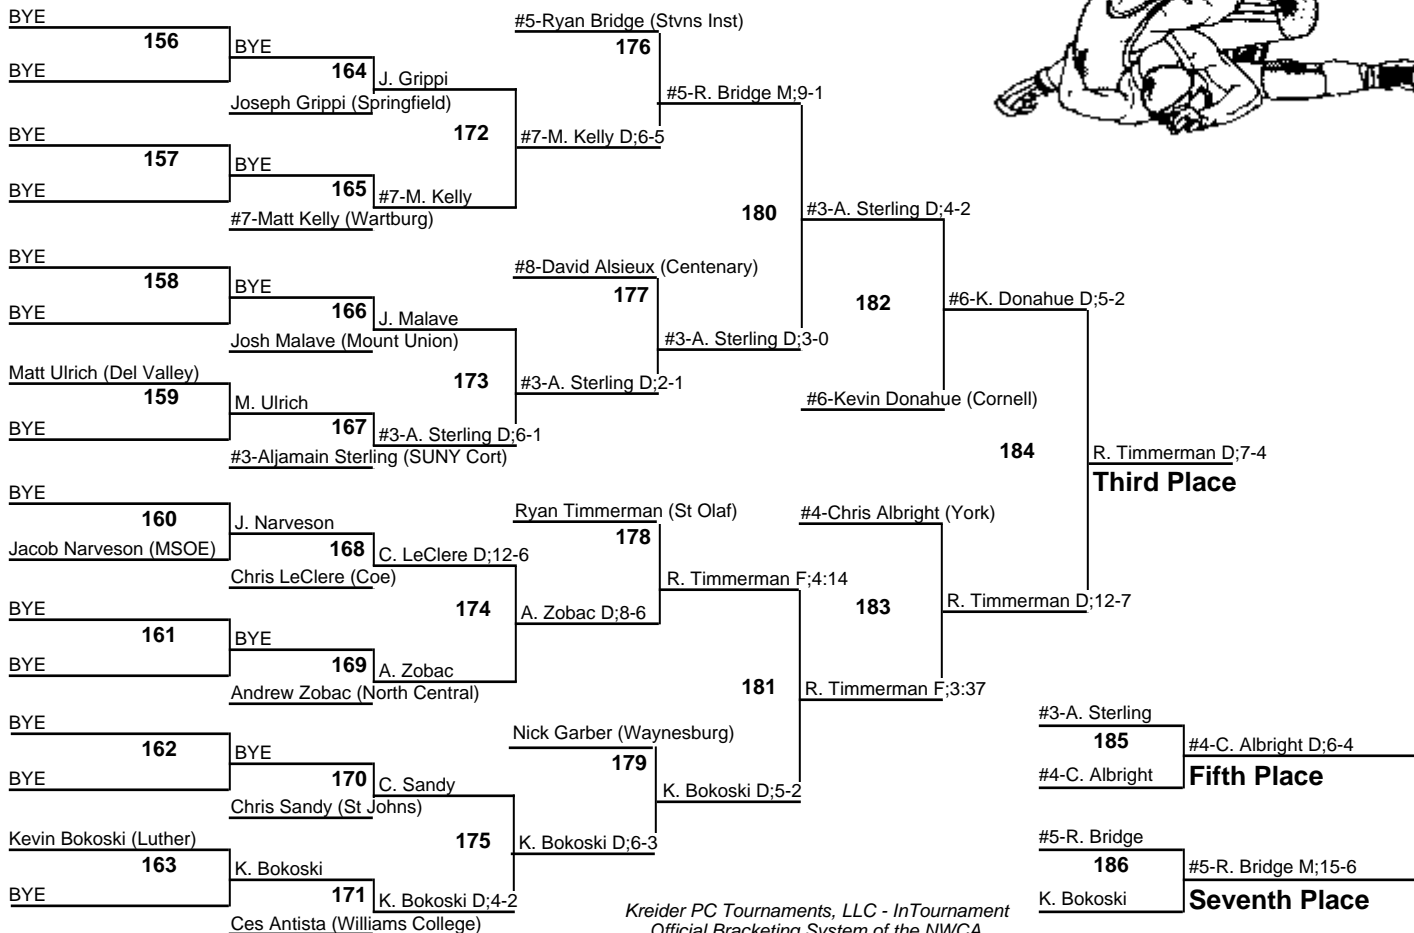 BYE
156
BYE
BYE
164
J. Grippi
Joseph Grippi (Springfield)
BYE
157
BYE
BYE
165
#7-M. Kelly
#7-Matt Kelly (Wartburg)
172
#7-M. Kelly D;6-5
#5-Ryan Bridge (Stvns Inst)
176
#5-R. Bridge M;9-1
BYE
158
BYE
BYE
166
J. Malave
Josh Malave (Mount Union)
Matt Ulrich (Del Valley)
159
BYE
M. Ulrich
167
#3-A. Sterling D;6-1
#3-Aljamain Sterling (SUNY Cort)
173
#3-A. Sterling D;2-1
#8-David Alsieux (Centenary)
177
#3-A. Sterling D;3-0
180
#3-A. Sterling D;4-2
182
#6-Kevin Donahue (Cornell)
#6-K. Donahue D;5-2
BYE
160
Jacob Narveson (MSOE)
J. Narveson
168
C. LeClere D;12-6
Chris LeClere (Coe)
BYE
161
BYE
BYE
169
A. Zobac
Andrew Zobac (North Central)
174
A. Zobac D;8-6
Ryan Timmerman (St Olaf)
178
R. Timmerman F;4:14
BYE
162
BYE
BYE
170
C. Sandy
Chris Sandy (St Johns)
Kevin Bokoski (Luther)
163
BYE
K. Bokoski
171
K. Bokoski D;4-2
Ces Antista (Williams College)
175
K. Bokoski D;6-3
Nick Garber (Waynesburg)
179
K. Bokoski D;5-2
181
R. Timmerman F;3:37
#4-Chris Albright (York)
183
R. Timmerman D;12-7
184
R. Timmerman D;7-4
Third Place
#3-A. Sterling
185
#4-C. Albright
#4-C. Albright D;6-4
Fifth Place
#5-R. Bridge
186
K. Bokoski
#5-R. Bridge M;15-6
Seventh Place
Kreider PC Tournaments, LLC - InTournament
Official Bracketing System of the NWCA